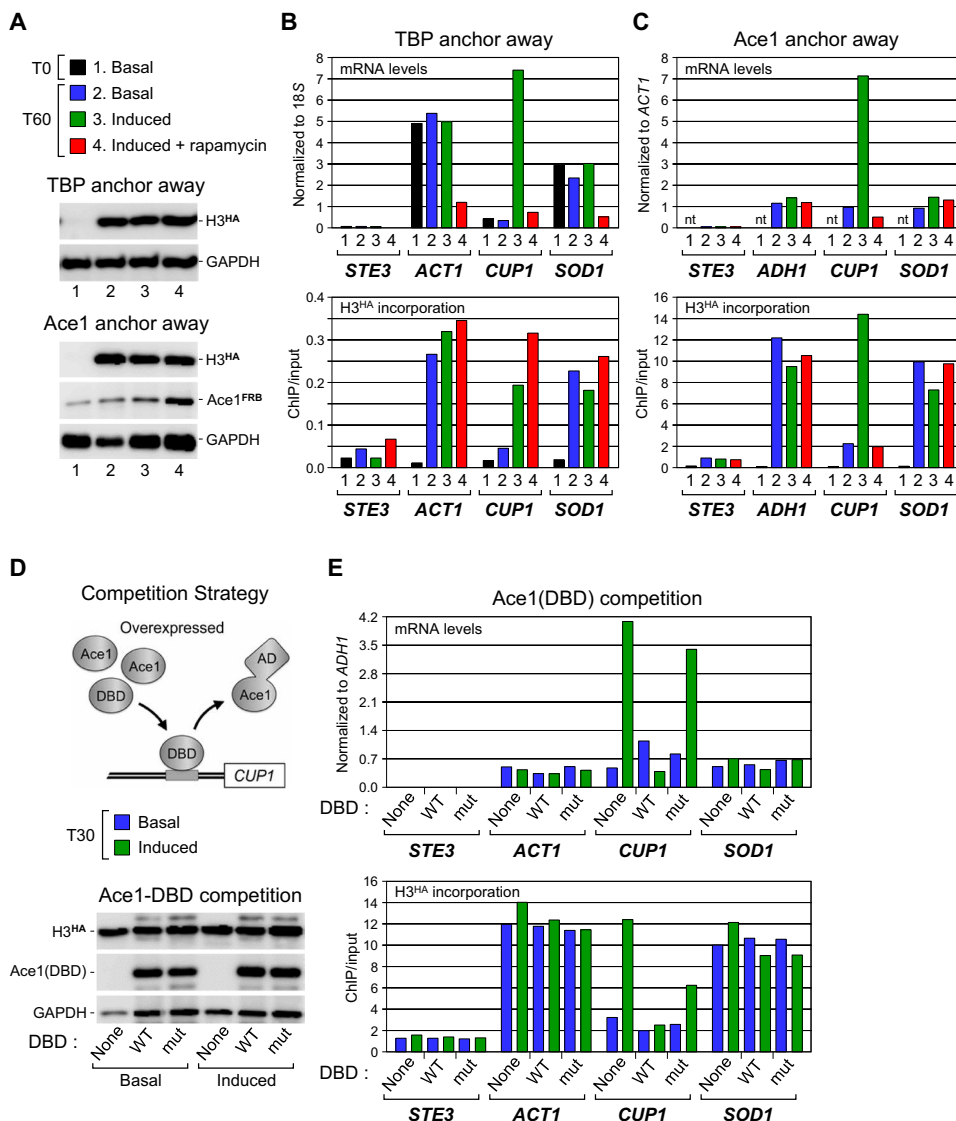 A
T0
1. Basal
T60
2. Basal
3. Induced
4. Induced + rapamycin
TBP anchor away
H3HA
GAPDH
1 2 3 4
Ace1 anchor away
H3HA
Ace1FRB
GAPDH
1 2 3 4
B
TBP anchor away
mRNA levels
Normalized to 18S
8
7
6
5
4
3
2
1
0
1 2 3 4 1 2 3 4 1 2 3 4 1 2 3 4
STE3 ACT1 CUP1 SOD1
H3HA incorporation
ChIP/input
0.4
0.3
0.2
0.1
0.0
1 2 3 4 1 2 3 4 1 2 3 4 1 2 3 4
STE3 ACT1 CUP1 SOD1
C
Ace1 anchor away
mRNA levels
Normalized to ACT1
8
7
6
5
4
3
2
1
0
nt nt nt nt
1 2 3 4 1 2 3 4 1 2 3 4 1 2 3 4
STE3 ADH1 CUP1 SOD1
H3HA incorporation
ChIP/input
16
14
12
10
8
6
4
2
0
1 2 3 4 1 2 3 4 1 2 3 4 1 2 3 4
STE3 ADH1 CUP1 SOD1
D
Competition Strategy
Overexpressed
Ace1
Ace1
DBD
AD
Ace1
DBD
CUP1
T30
Basal
Induced
Ace1-DBD competition
H3HA
Ace1(DBD)
GAPDH
DBD : None WT mut None WT mut
Basal Induced
E
Ace1(DBD) competition
mRNA levels
Normalized to ADH1
4.2
3.5
2.8
2.1
1.4
0.7
0
DBD : None WT mut None WT mut None WT mut None WT mut
STE3 ACT1 CUP1 SOD1
H3HA incorporation
ChIP/input
16
14
12
10
8
6
4
2
0
DBD : None WT mut None WT mut None WT mut None WT mut
STE3 ACT1 CUP1 SOD1